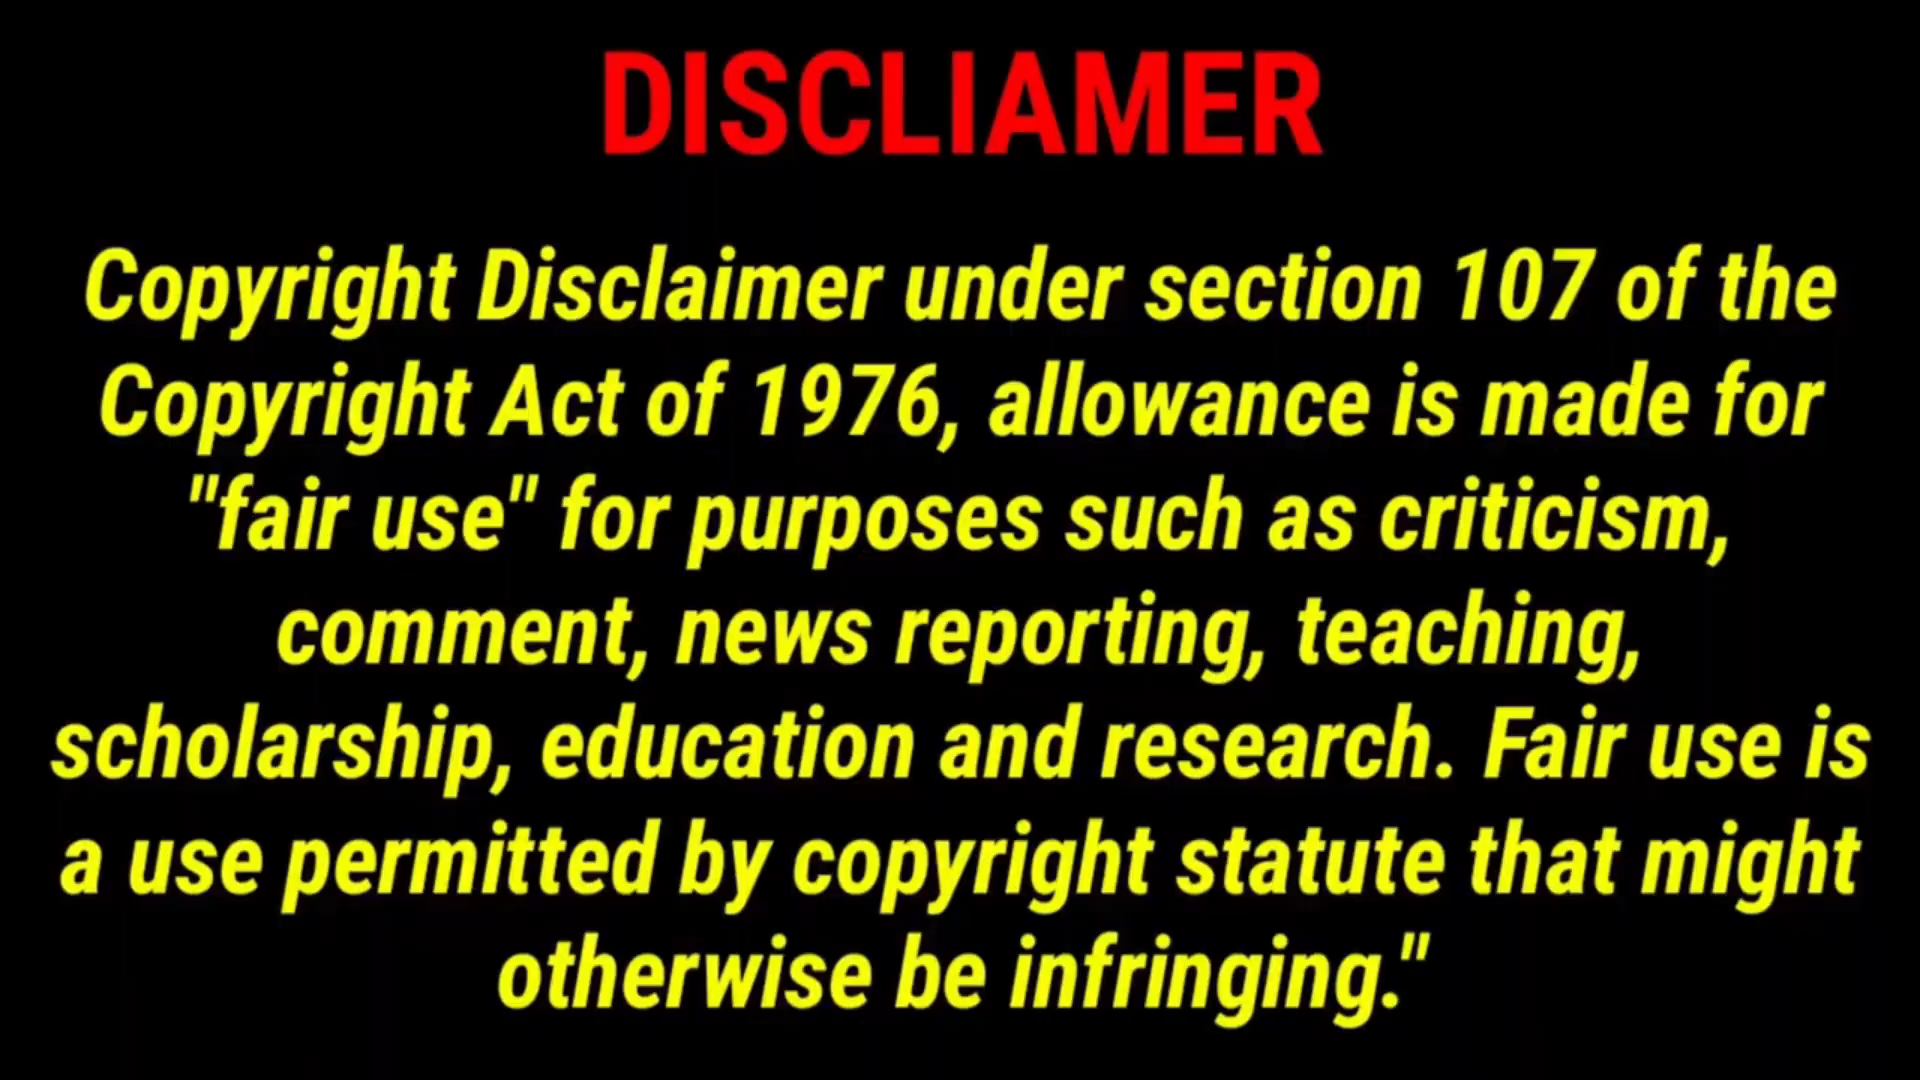 DISCLIAMER
Copyright Disclaimer under section 107 of the
Copyright Act of 1976, allowance is made for
"fair use" for purposes such as criticism,
comment, news reporting, teaching,
scholarship, education and research. Fair use is
a use permitted by copyright statute that might
otherwise be infringing."